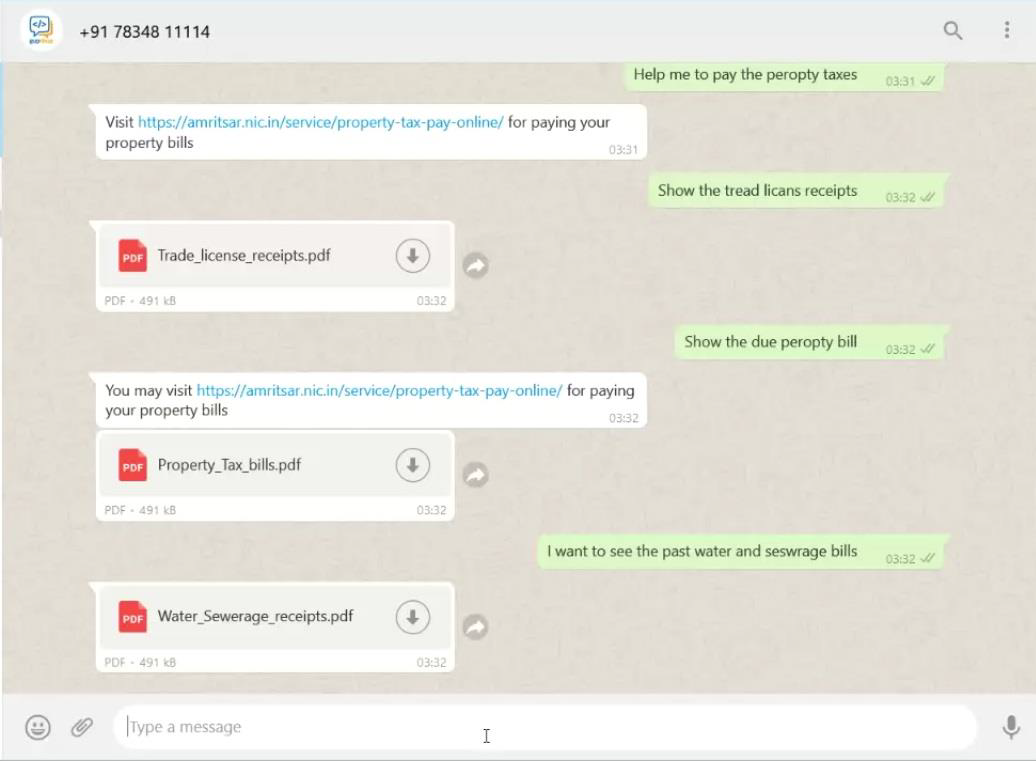 +91 78348 11114
Help me to pay the peropty taxes 03:31
Visit https://amritsar.nic.in/service/property-tax-pay-online/ for paying your
property bills 03:31
Show the tread licans receipts 03:32
PDF Trade_license_receipts.pdf
PDF • 491 kB 03:32
Show the due peropty bill 03:32
You may visit https://amritsar.nic.in/service/property-tax-pay-online/ for paying
your property bills 03:32
PDF Property_Tax_bills.pdf
PDF • 491 kB 03:32
I want to see the past water and seswrage bills 03:32
PDF Water_Sewerage_receipts.pdf
PDF • 491 kB 03:32
Type a message